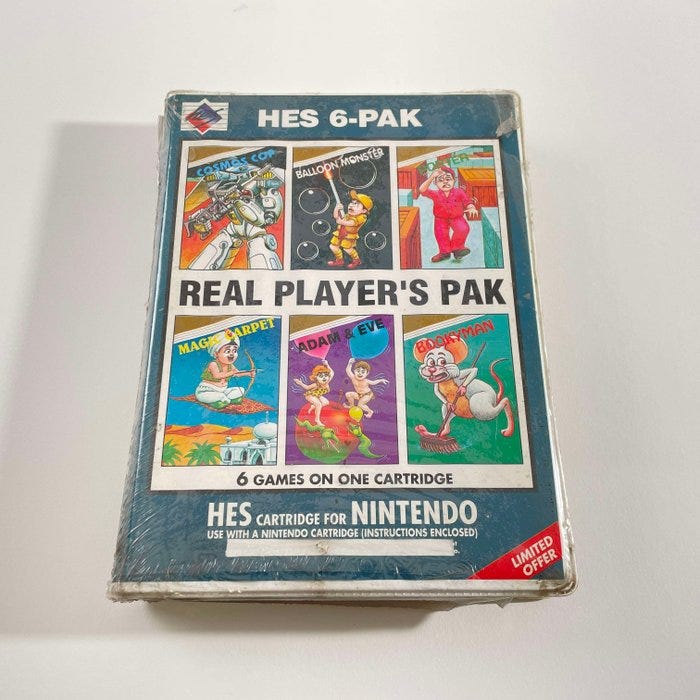 HES 6-PAK
COSMOS COP
BALLOON MONSTER
REAL PLAYER'S PAK
MAGIC CARPET
ADAM & EVE
BOOKYMAN
6 GAMES ON ONE CARTRIDGE
HES CARTRIDGE FOR NINTENDO
USE WITH A NINTENDO CARTRIDGE (INSTRUCTIONS ENCLOSED)
LIMITED
OFFER